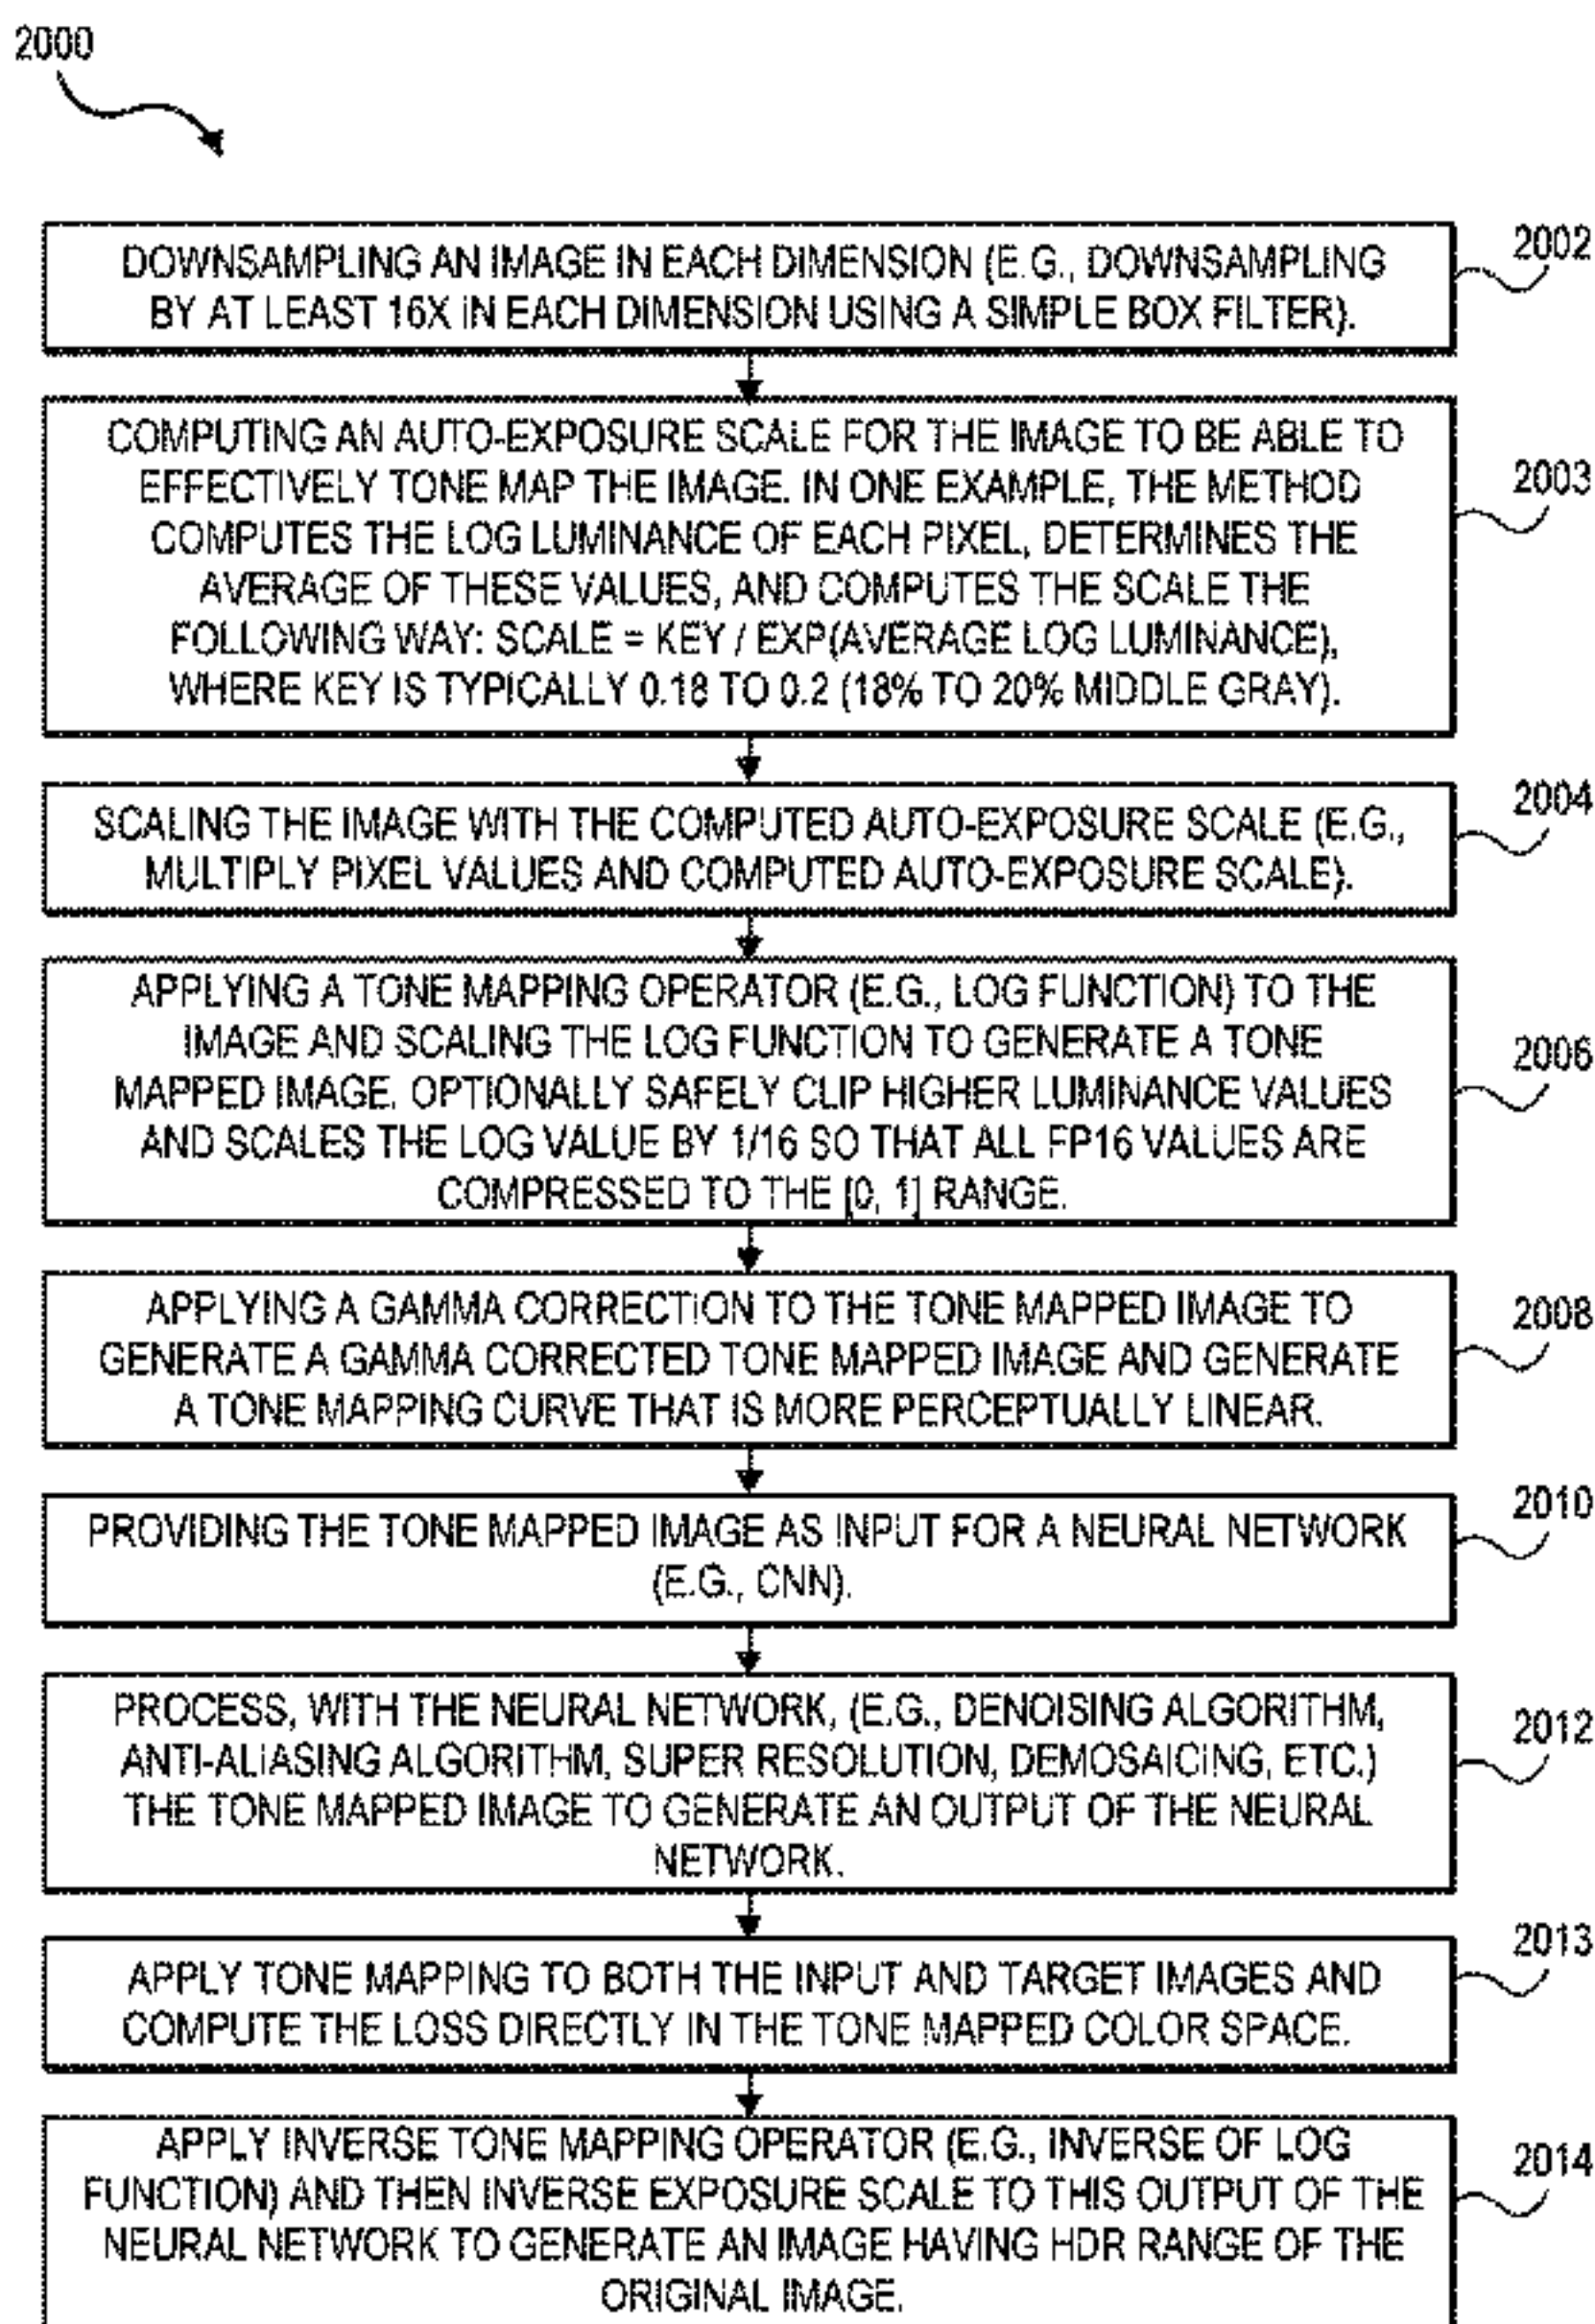 2000
DOWNSAMPLING AN IMAGE IN EACH DIMENSION (E.G., DOWNSAMPLING
BY AT LEAST 16X IN EACH DIMENSION USING A SIMPLE BOX FILTER).
2002
COMPUTING AN AUTO-EXPOSURE SCALE FOR THE IMAGE TO BE ABLE TO
EFFECTIVELY TONE MAP THE IMAGE. IN ONE EXAMPLE, THE METHOD
COMPUTES THE LOG LUMINANCE OF EACH PIXEL, DETERMINES THE
AVERAGE OF THESE VALUES, AND COMPUTES THE SCALE THE
FOLLOWING WAY: SCALE = KEY / EXP(AVERAGE LOG LUMINANCE),
WHERE KEY IS TYPICALLY 0.18 TO 0.2 (18% TO 20% MIDDLE GRAY).
2003
SCALING THE IMAGE WITH THE COMPUTED AUTO-EXPOSURE SCALE (E.G.,
MULTIPLY PIXEL VALUES AND COMPUTED AUTO-EXPOSURE SCALE).
2004
APPLYING A TONE MAPPING OPERATOR (E.G., LOG FUNCTION) TO THE
IMAGE AND SCALING THE LOG FUNCTION TO GENERATE A TONE
MAPPED IMAGE. OPTIONALLY SAFELY CLIP HIGHER LUMINANCE VALUES
AND SCALES THE LOG VALUE BY 1/16 SO THAT ALL FP16 VALUES ARE
COMPRESSED TO THE [0, 1] RANGE.
2006
APPLYING A GAMMA CORRECTION TO THE TONE MAPPED IMAGE TO
GENERATE A GAMMA CORRECTED TONE MAPPED IMAGE AND GENERATE
A TONE MAPPING CURVE THAT IS MORE PERCEPTUALLY LINEAR.
2008
PROVIDING THE TONE MAPPED IMAGE AS INPUT FOR A NEURAL NETWORK
(E.G., CNN).
2010
PROCESS, WITH THE NEURAL NETWORK, (E.G., DENOISING ALGORITHM,
ANTI-ALIASING ALGORITHM, SUPER RESOLUTION, DEMOSAICING, ETC.)
THE TONE MAPPED IMAGE TO GENERATE AN OUTPUT OF THE NEURAL
NETWORK.
2012
APPLY TONE MAPPING TO BOTH THE INPUT AND TARGET IMAGES AND
COMPUTE THE LOSS DIRECTLY IN THE TONE MAPPED COLOR SPACE.
2013
APPLY INVERSE TONE MAPPING OPERATOR (E.G., INVERSE OF LOG
FUNCTION) AND THEN INVERSE EXPOSURE SCALE TO THIS OUTPUT OF THE
NEURAL NETWORK TO GENERATE AN IMAGE HAVING HDR RANGE OF THE
ORIGINAL IMAGE.
2014